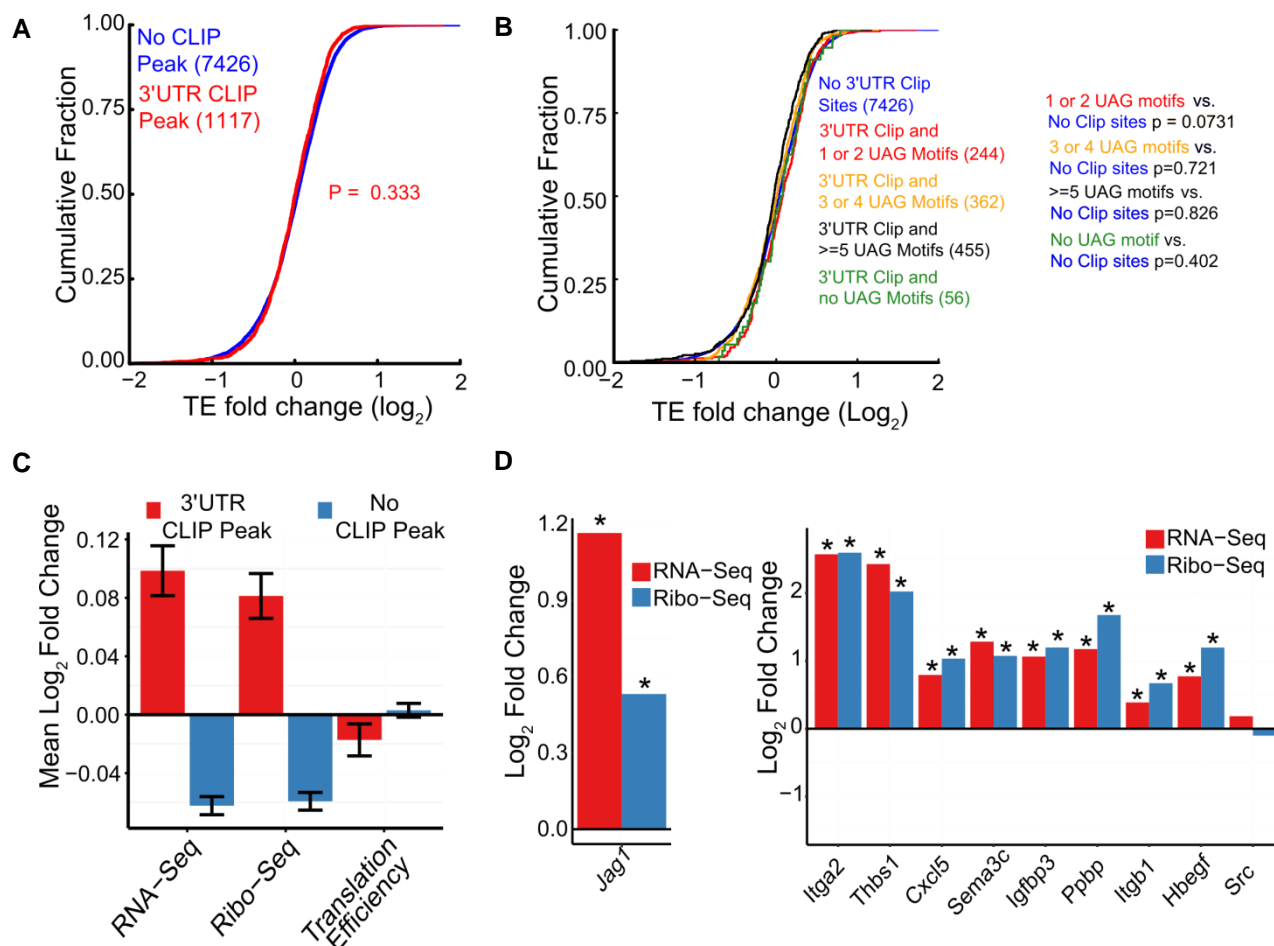 A
No CLIP
Peak (7426)
3'UTR CLIP
Peak (1117)
P = 0.333
Cumulative Fraction
1.00
0.75
0.50
0.25
0.00
−2
−1
0
1
2
TE fold change (log2)
B
No 3'UTR Clip
Sites (7426)
3'UTR Clip and
1 or 2 UAG Motifs (244)
3'UTR Clip and
3 or 4 UAG Motifs (362)
3'UTR Clip and
>=5 UAG Motifs (455)
3'UTR Clip and
no UAG Motifs (56)
1 or 2 UAG motifs vs.
No Clip sites p = 0.0731
3 or 4 UAG motifs vs.
No Clip sites p=0.721
>=5 UAG motifs vs.
No Clip sites p=0.826
No UAG motif vs.
No Clip sites p=0.402
Cumulative Fraction
1.00
0.75
0.50
0.25
0.00
−2
−1
0
1
2
TE fold change (Log2)
C
3'UTR
CLIP Peak
No
CLIP Peak
Mean Log2 Fold Change
0.12
0.08
0.04
0.00
−0.04
RNA−Seq
Ribo−Seq
Translation
Efficiency
D
RNA−Seq
Ribo−Seq
Log2 Fold Change
1.2
0.9
0.6
0.3
0.0
* *
Jag1
RNA−Seq
Ribo−Seq
Log2 Fold Change
2
1
0
−1
* * * * * * * * * * * * * * * *
Itga2
Thbs1
Cxcl5
Sema3c
Igfbp3
Ppbp
Itgb1
Hbegf
Src